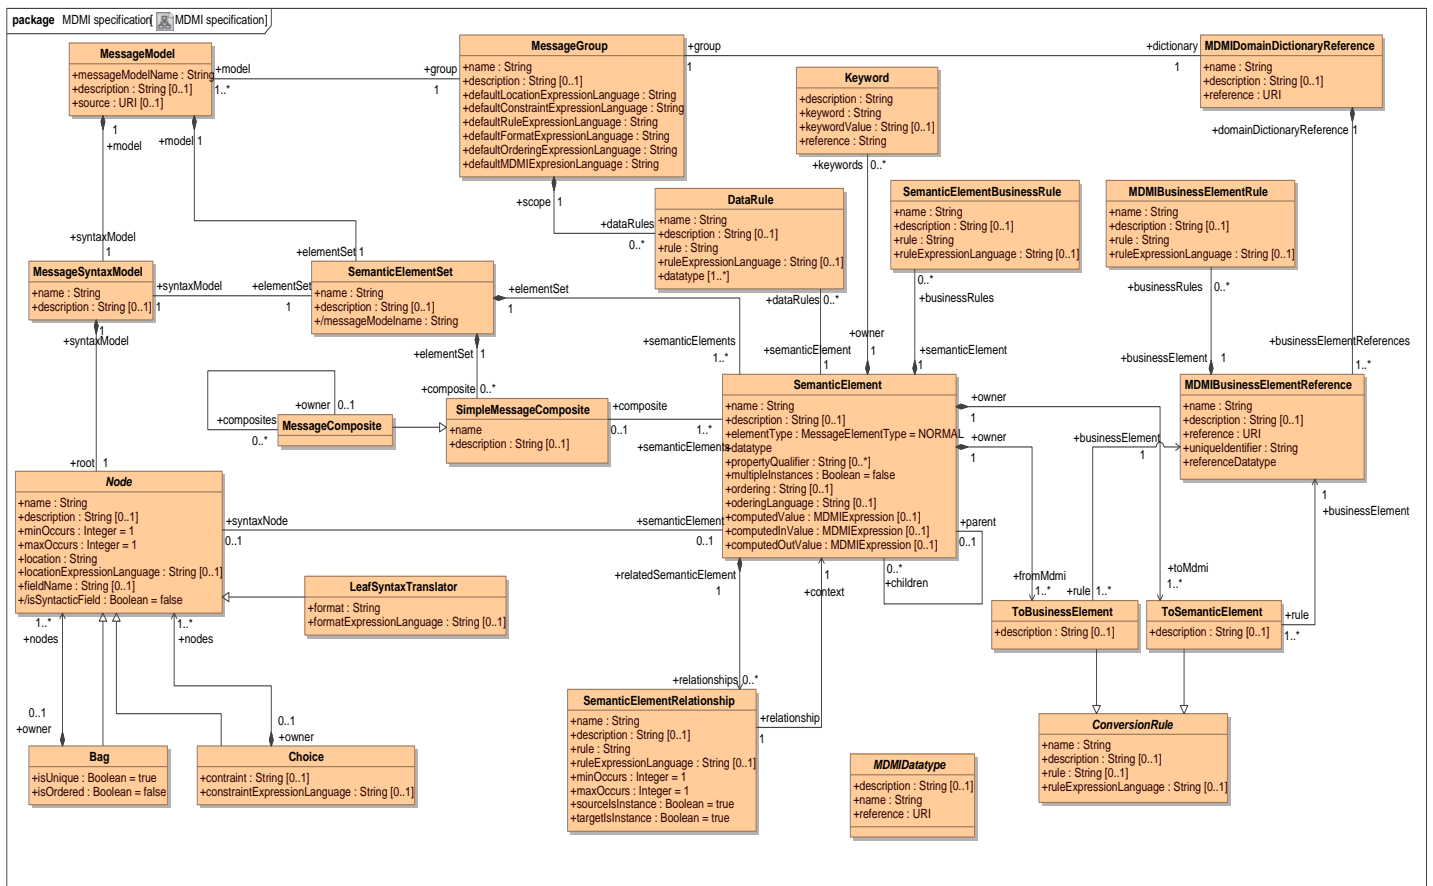 package MDMI specification[ MDMI specification]
MessageModel
+messageModelName : String
+description : String [0..1]
+source : URI [0..1]
+model
1..*
+group
1
MessageGroup
+name : String
+description : String [0..1]
+defaultLocationExpressionLanguage : String
+defaultConstraintExpressionLanguage : String
+defaultRuleExpressionLanguage : String
+defaultFormatExpressionLanguage : String
+defaultOrderingExpressionLanguage : String
+defaultMDMIExpresionLanguage : String
+group
1
+dictionary
1
MDMIDomainDictionaryReference
+name : String
+description : String [0..1]
+reference : URI
+domainDictionaryReference 1
Keyword
+description : String
+keyword : String
+keywordValue : String [0..1]
+reference : String
+keywords 0..*
1
+model
+model 1
+scope 1
+dataRules
0..*
DataRule
+name : String
+description : String [0..1]
+rule : String
+ruleExpressionLanguage : String [0..1]
+datatype [1..*]
+dataRules 0..*
SemanticElementBusinessRule
+name : String
+description : String [0..1]
+rule : String
+ruleExpressionLanguage : String [0..1]
0..*
+businessRules
MDMIBusinessElementRule
+name : String
+description : String [0..1]
+rule : String
+ruleExpressionLanguage : String [0..1]
+businessRules 0..*
+syntaxModel
1
+elementSet 1
MessageSyntaxModel
+name : String
+description : String [0..1]
+syntaxModel
1
+elementSet
1
SemanticElementSet
+name : String
+description : String [0..1]
+/messageModelname : String
+elementSet
1
1
+syntaxModel
+elementSet 1
+semanticElements
1..*
+semanticElement
1
+owner
1
+semanticElement
1
+businessElement 1
+businessElementReferences
1..*
+composite 0..*
+owner 0..1
+composites
0..*
MessageComposite
SimpleMessageComposite
+name
+description : String [0..1]
+composite
0..1
1..*
+semanticElements
SemanticElement
+name : String
+description : String [0..1]
+elementType : MessageElementType = NORMAL
+datatype
+propertyQualifier : String [0..*]
+multipleInstances : Boolean = false
+ordering : String [0..1]
+oderingLanguage : String [0..1]
+computedValue : MDMIExpression [0..1]
+computedInValue : MDMIExpression [0..1]
+computedOutValue : MDMIExpression [0..1]
+owner
1
+owner
1
+businessElement
1
MDMIBusinessElementReference
+name : String
+description : String [0..1]
+reference : URI
+uniqueIdentifier : String
+referenceDatatype
1
+businessElement
+root 1
Node
+name : String
+description : String [0..1]
+minOccurs : Integer = 1
+maxOccurs : Integer = 1
+location : String
+locationExpressionLanguage : String [0..1]
+fieldName : String [0..1]
+/isSyntacticField : Boolean = false
+syntaxNode
0..1
+semanticElement
0..1
+parent
0..1
0..*
+children
LeafSyntaxTranslator
+format : String
+formatExpressionLanguage : String [0..1]
+relatedSemanticElement
1
1
+context
+fromMdmi
1..*
+rule 1..*
+toMdmi
1..*
ToBusinessElement
+description : String [0..1]
ToSemanticElement
+description : String [0..1]
+rule
1..*
1..*
+nodes
1..*
+nodes
+relationships 0..*
SemanticElementRelationship
+name : String
+description : String [0..1]
+rule : String
+ruleExpressionLanguage : String [0..1]
+minOccurs : Integer = 1
+maxOccurs : Integer = 1
+sourceIsInstance : Boolean = true
+targetIsInstance : Boolean = true
+relationship
1
0..1
+owner
0..1
+owner
Bag
+isUnique : Boolean = true
+isOrdered : Boolean = false
Choice
+contraint : String [0..1]
+constraintExpressionLanguage : String [0..1]
MDMIDatatype
+description : String [0..1]
+name : String
+reference : URI
ConversionRule
+name : String
+description : String [0..1]
+rule : String [0..1]
+ruleExpressionLanguage : String [0..1]